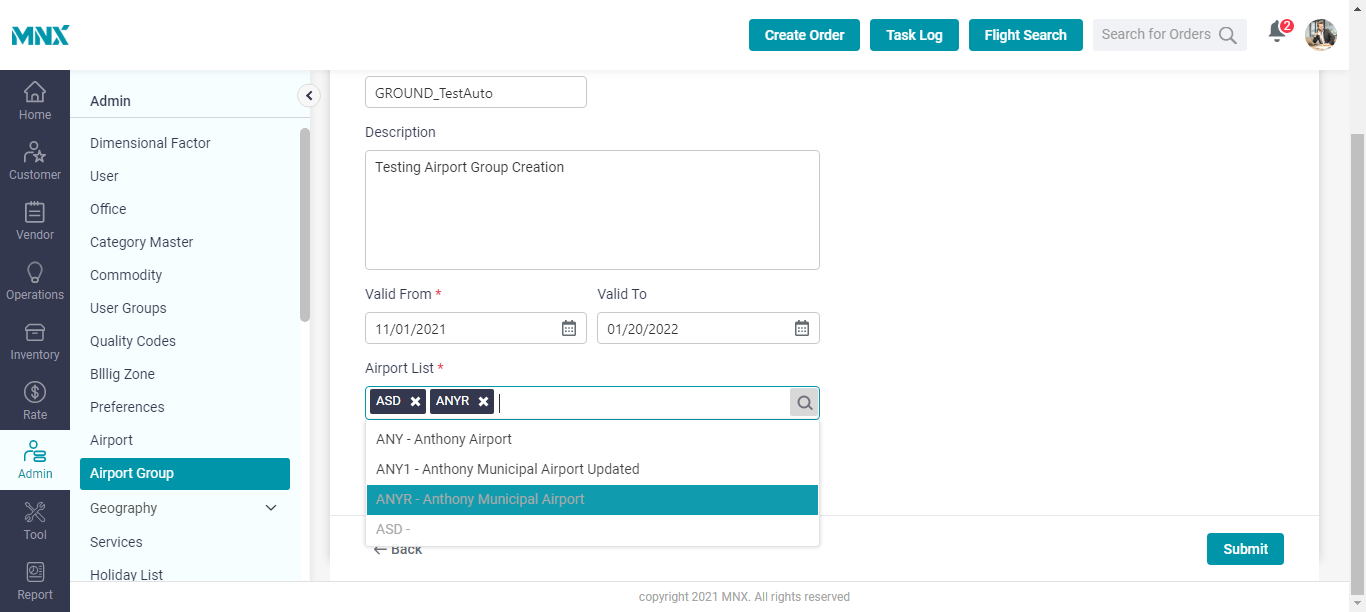 MNX
Create Order
Task Log
Flight Search
Search for Orders
2
Home
Customer
Vendor
Operations
Inventory
Rate
Admin
Tool
Report
Admin
Dimensional Factor
User
Office
Category Master
Commodity
User Groups
Quality Codes
Blllig Zone
Preferences
Airport
Airport Group
Geography
Services
Holiday List
GROUND_TestAuto
Description
Testing Airport Group Creation
Valid From *
Valid To
11/01/2021
01/20/2022
Airport List *
ASD ✖ ANYR ✖
ANY - Anthony Airport
ANY1 - Anthony Municipal Airport Updated
ANYR - Anthony Municipal Airport
ASD -
Back
Submit
copyright 2021 MNX. All rights reserved